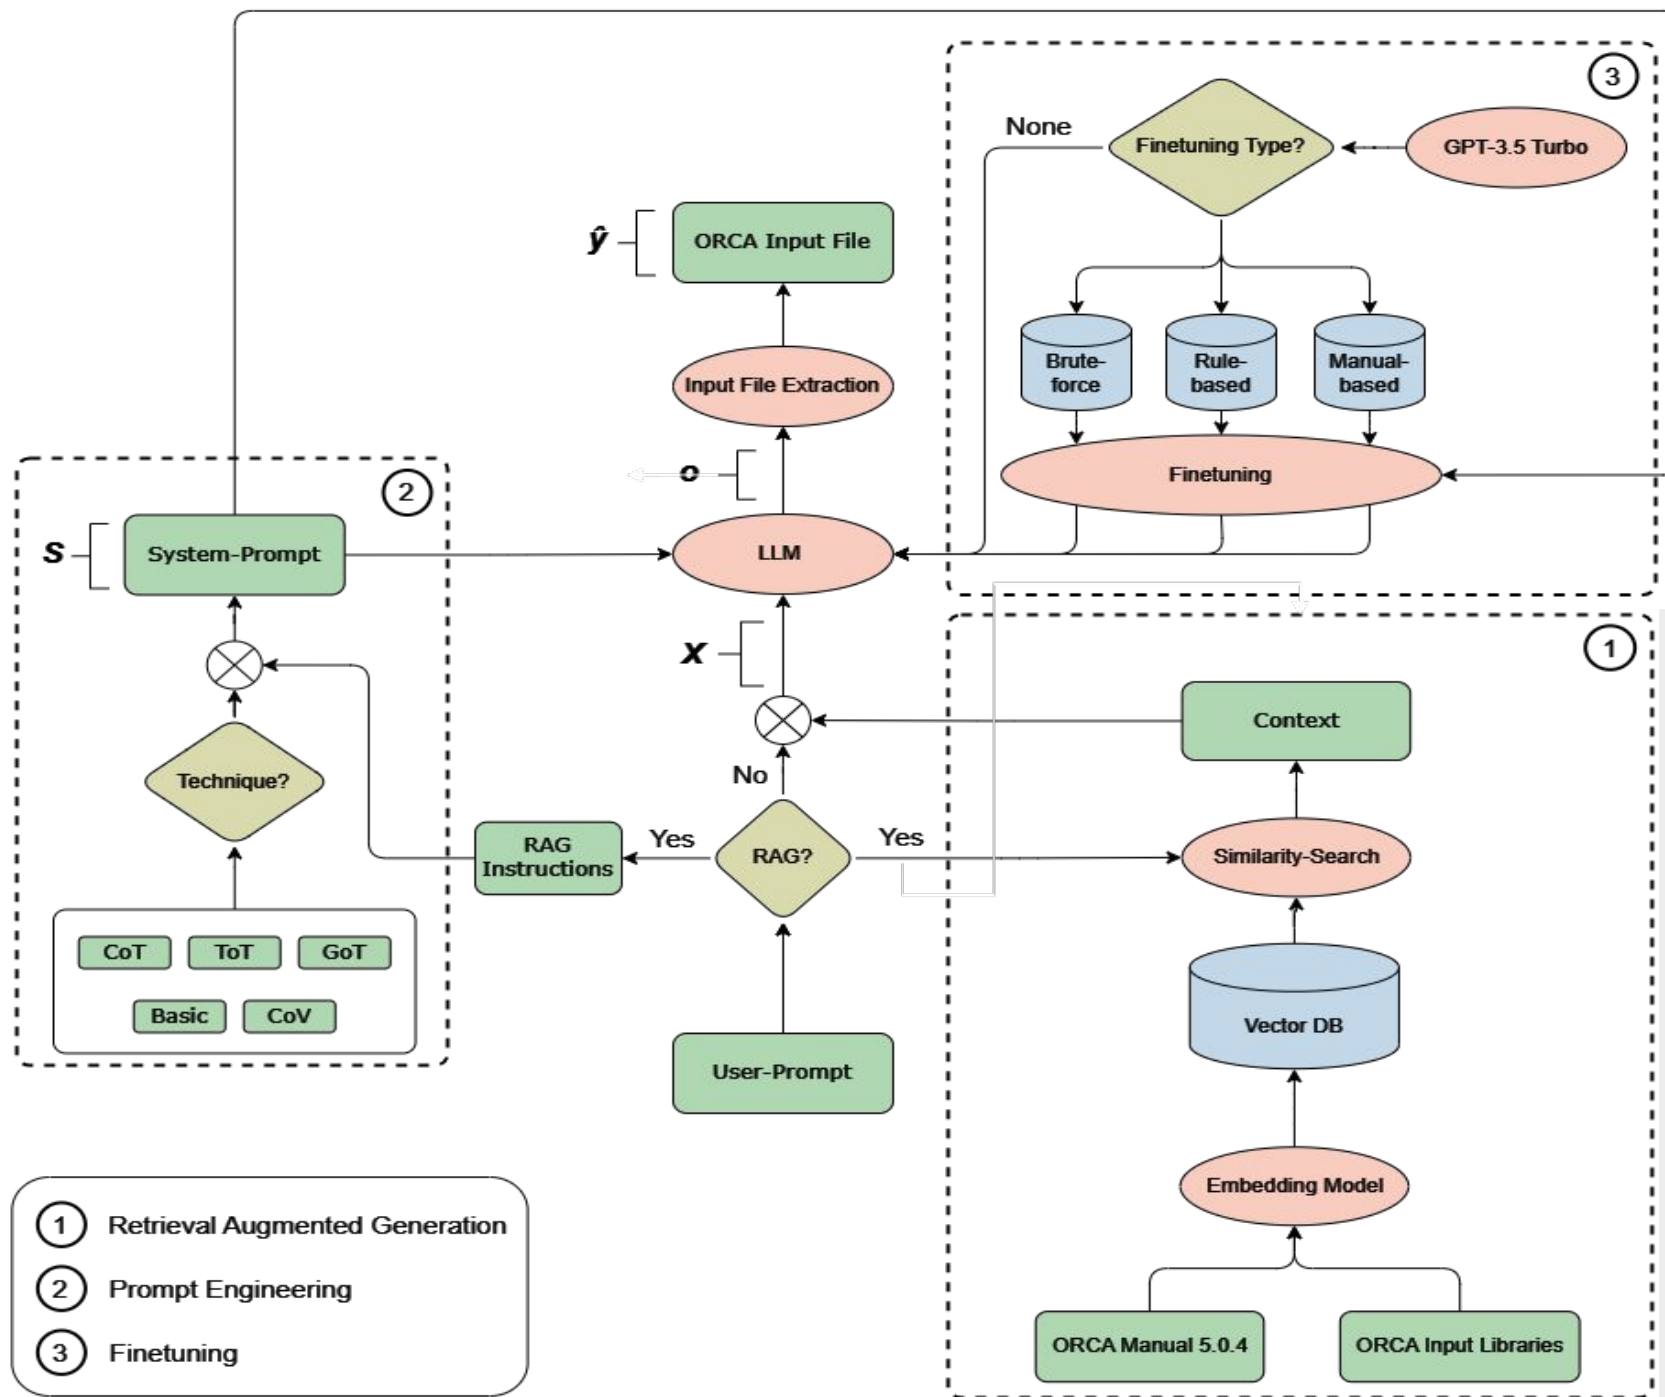 3
None
Finetuning Type?
GPT-3.5 Turbo
ŷ
ORCA Input File
Brute-
force
Rule-
based
Manual-
based
Input File Extraction
o
Finetuning
2
S
System-Prompt
LLM
1
X
Context
Technique?
No
RAG
Instructions
Yes
RAG?
Yes
Similarity-Search
CoT
ToT
GoT
Basic
CoV
Vector DB
User-Prompt
Embedding Model
1 Retrieval Augmented Generation
2 Prompt Engineering
3 Finetuning
ORCA Manual 5.0.4
ORCA Input Libraries